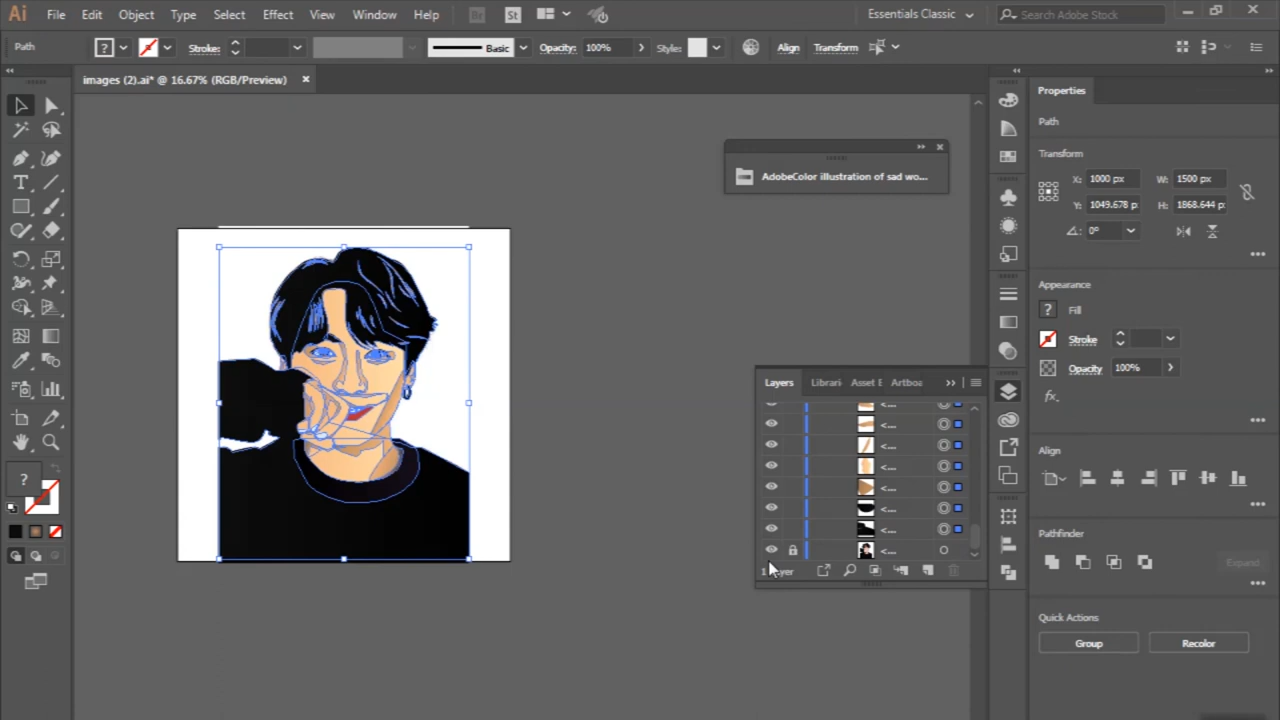 Ai File Edit Object Type Select Effect View Window Help Br St Essentials Classic Search Adobe Stock
Path ? Stroke: Basic Opacity: 100% Style: Align Transform
images (2).ai* @ 16.67% (RGB/Preview)
Properties
Path
Transform
AdobeColor illustration of sad wo...
X: 1000 px W: 1500 px
Y: 1049.678 p H: 1868.644 p
0°
Appearance
? Fill
Stroke
Opacity 100%
fx.
Layers Librari Asset E Artboa
<...
<...
<...
<...
<...
<...
<...
<...
Align
Pathfinder
Expand
Quick Actions
Group Recolor
?